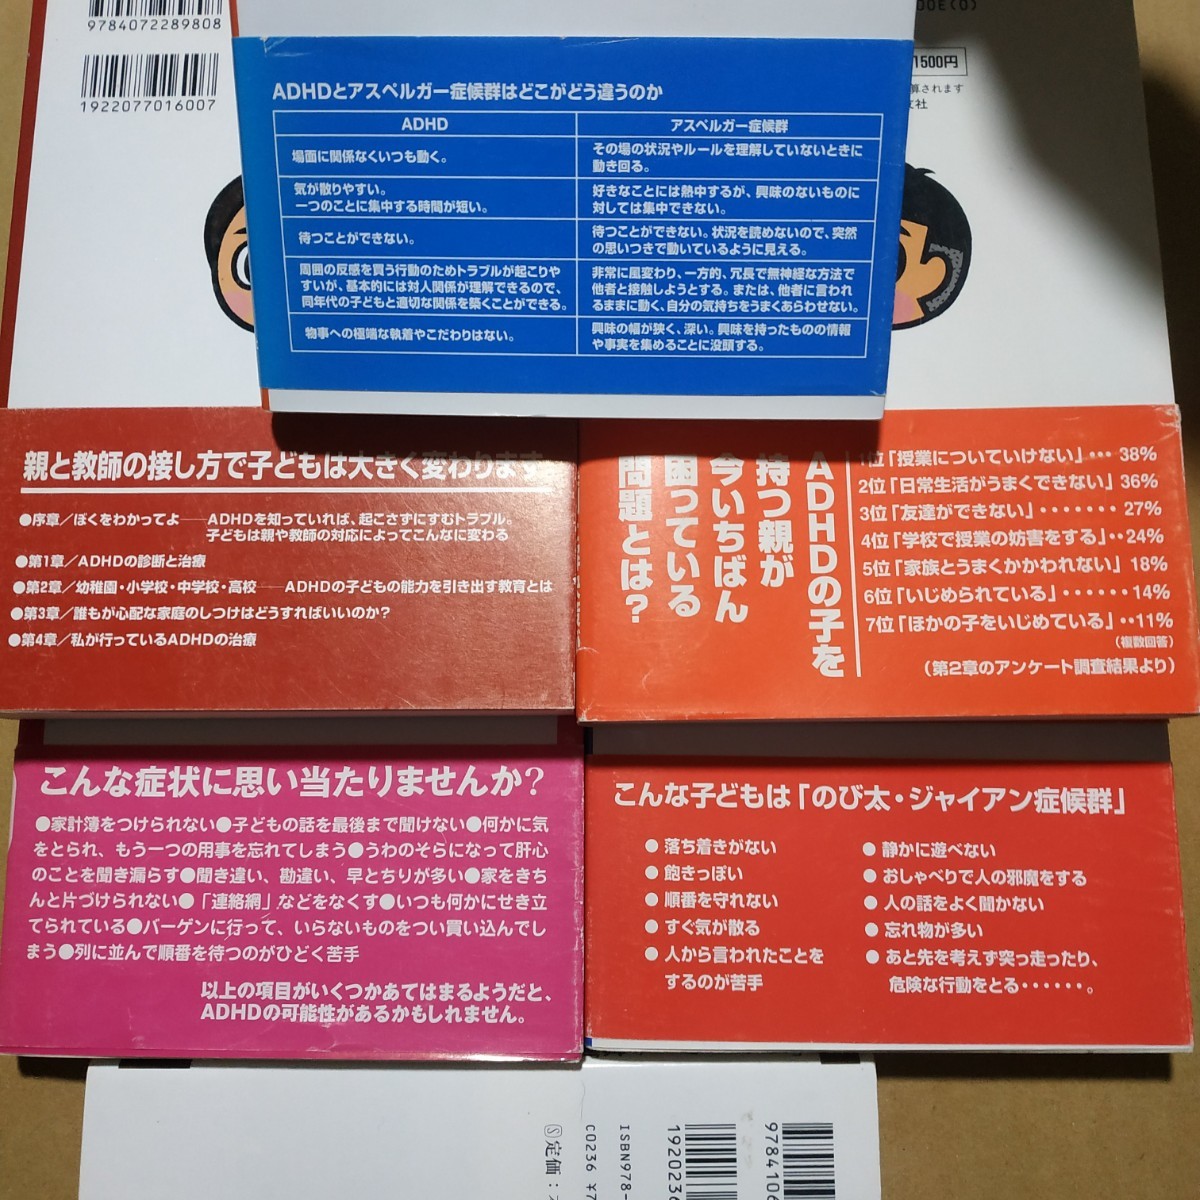 9784072289808
1922077016007
00E(0)
1500円
算されます
文社
ADHDとアスペルガー症候群はどこがどう違うのか
ADHD
アスペルガー症候群
場面に関係なくいつも動く。
その場の状況やルールを理解していないときに
動き回る。
気が散りやすい。
一つのことに集中する時間が短い。
好きなことには熱中するが、興味のないものに
対しては集中できない。
待つことができない。
待つことができない。状況を読めないので、突然
の思いつきで動いているように見える。
周囲の反感を買う行動のためトラブルが起こりや
すいが、基本的には対人関係が理解できるので、
同年代の子どもと適切な関係を築くことができる。
非常に風変わり、一方的、冗長で無神経な方法で
他者と接触しようとする。または、他者に言われ
るままに動く、自分の気持ちをうまくあらわせない。
物事への極端な執着やこだわりはない。
興味の幅が狭く、深い。興味を持ったものの情報
や事実を集めることに没頭する。
親と教師の接し方で子どもは大きく変わります
●序章/ぼくをわかってよ——ADHDを知っていれば、起こさずにすむトラブル。
子どもは親や教師の対応によってこんなに変わる
●第1章/ADHDの診断と治療
●第2章/幼稚園・小学校・中学校・高校——ADHDの子どもの能力を引き出す教育とは
●第3章/誰もが心配な家庭のしつけはどうすればいいのか?
●第4章/私が行っているADHDの治療
ADHDの子を
持つ親が
今いちばん
困っている
問題とは?
1位「授業についていけない」… 38%
2位「日常生活がうまくできない」36%
3位「友達ができない」・・・・・・・ 27%
4位「学校で授業の妨害をする」・・24%
5位「家族とうまくかかわれない」18%
6位「いじめられている」・・・・・・ 14%
7位「ほかの子をいじめている」・・11%
(複数回答)
(第2章のアンケート調査結果より)
こんな症状に思い当たりませんか?
●家計簿をつけられない●子どもの話を最後まで聞けない●何かに気
をとられ、もう一つの用事を忘れてしまう●うわのそらになって肝心
のことを聞き漏らす●聞き違い、勘違い、早とちりが多い●家をきち
んと片づけられない●「連絡網」などをなくす●いつも何かにせき立
てられている●バーゲンに行って、いらないものをつい買い込んでし
まう●列に並んで順番を待つのがひどく苦手
以上の項目がいくつかあてはまるようだと、
ADHDの可能性があるかもしれません。
こんな子どもは「のび太・ジャイアン症候群」
● 落ち着きがない
● 飽きっぽい
● 順番を守れない
● すぐ気が散る
● 人から言われたことを
するのが苦手
● 静かに遊べない
● おしゃべりで人の邪魔をする
● 人の話をよく聞かない
● 忘れ物が多い
● あと先を考えず突っ走ったり、
危険な行動をとる・・・・・・。
978410
192023
ISBN978-
C0236 ¥7
Ⓢ定価: